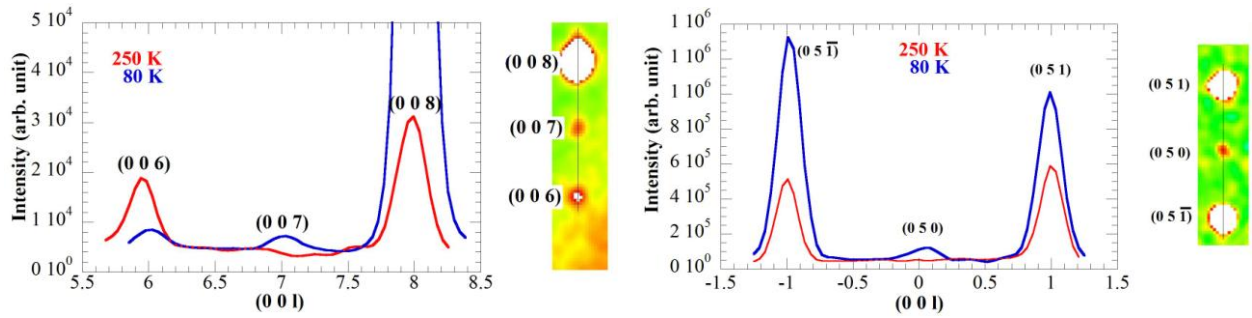 5 10⁴
4 10⁴
3 10⁴
2 10⁴
1 10⁴
0 10⁰
Intensity (arb. unit)
250 K
80 K
(0 0 6)
(0 0 7)
(0 0 8)
5.5 6 6.5 7 7.5 8 8.5
(0 0 l)
(0 0 8)
(0 0 7)
(0 0 6)
1 10⁶
1 10⁶
1 10⁶
8 10⁵
6 10⁵
4 10⁵
2 10⁵
0 10⁰
Intensity (arb. unit)
250 K
80 K
(0 5 1̅)
(0 5 0)
(0 5 1)
-1.5 -1 -0.5 0 0.5 1 1.5
(0 0 l)
(0 5 1)
(0 5 0)
(0 5 1̅)